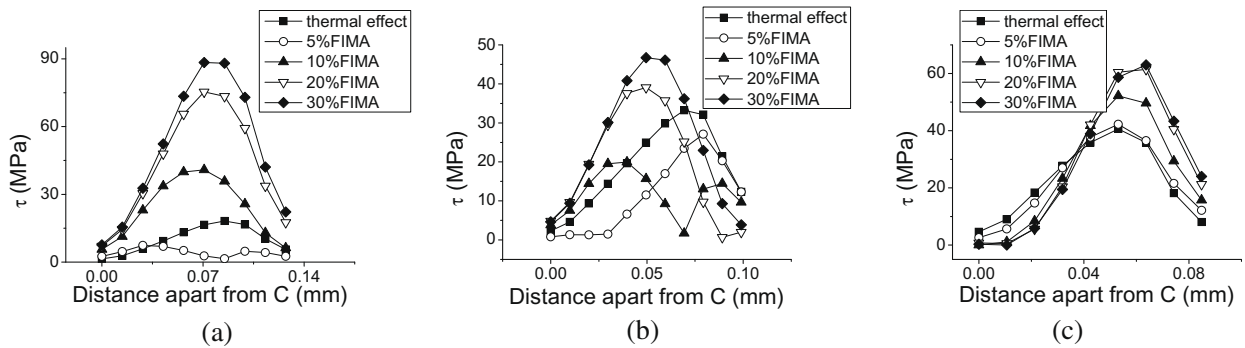 thermal effect
5%FIMA
10%FIMA
20%FIMA
30%FIMA
90
75
60
45
30
15
0
τ (MPa)
0.00 0.07 0.14
Distance apart from C (mm)
(a)
thermal effect
5%FIMA
10%FIMA
20%FIMA
30%FIMA
50
40
30
20
10
0
τ (MPa)
0.00 0.05 0.10
Distance apart from C (mm)
(b)
thermal effect
5%FIMA
10%FIMA
20%FIMA
30%FIMA
60
40
20
0
τ (MPa)
0.00 0.04 0.08
Distance apart from C (mm)
(c)